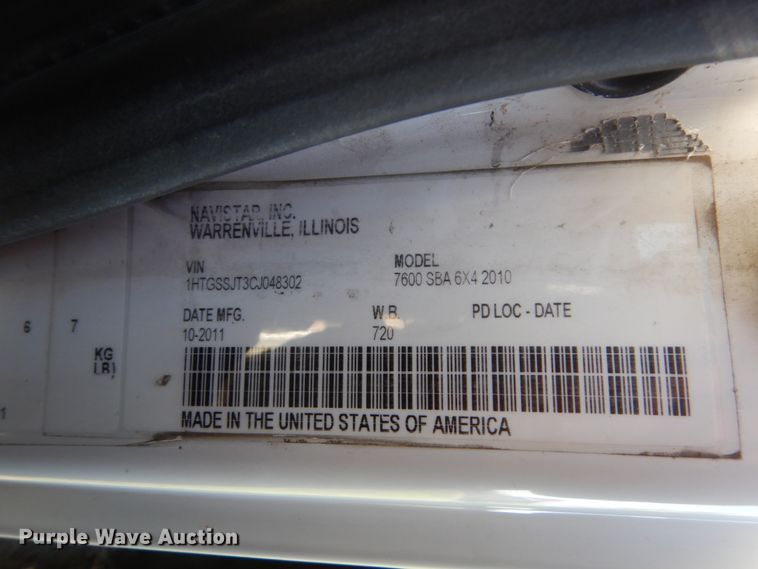 NAVISTAR, INC.
WARRENVILLE, ILLINOIS
VIN
MODEL
1HTGSSJT3CJ048302
7600 SBA 6X4 2010
DATE MFG.
W.B.
PD LOC - DATE
10-2011
720
6 7
KG
(LB)
1
MADE IN THE UNITED STATES OF AMERICA
Purple Wave Auction®